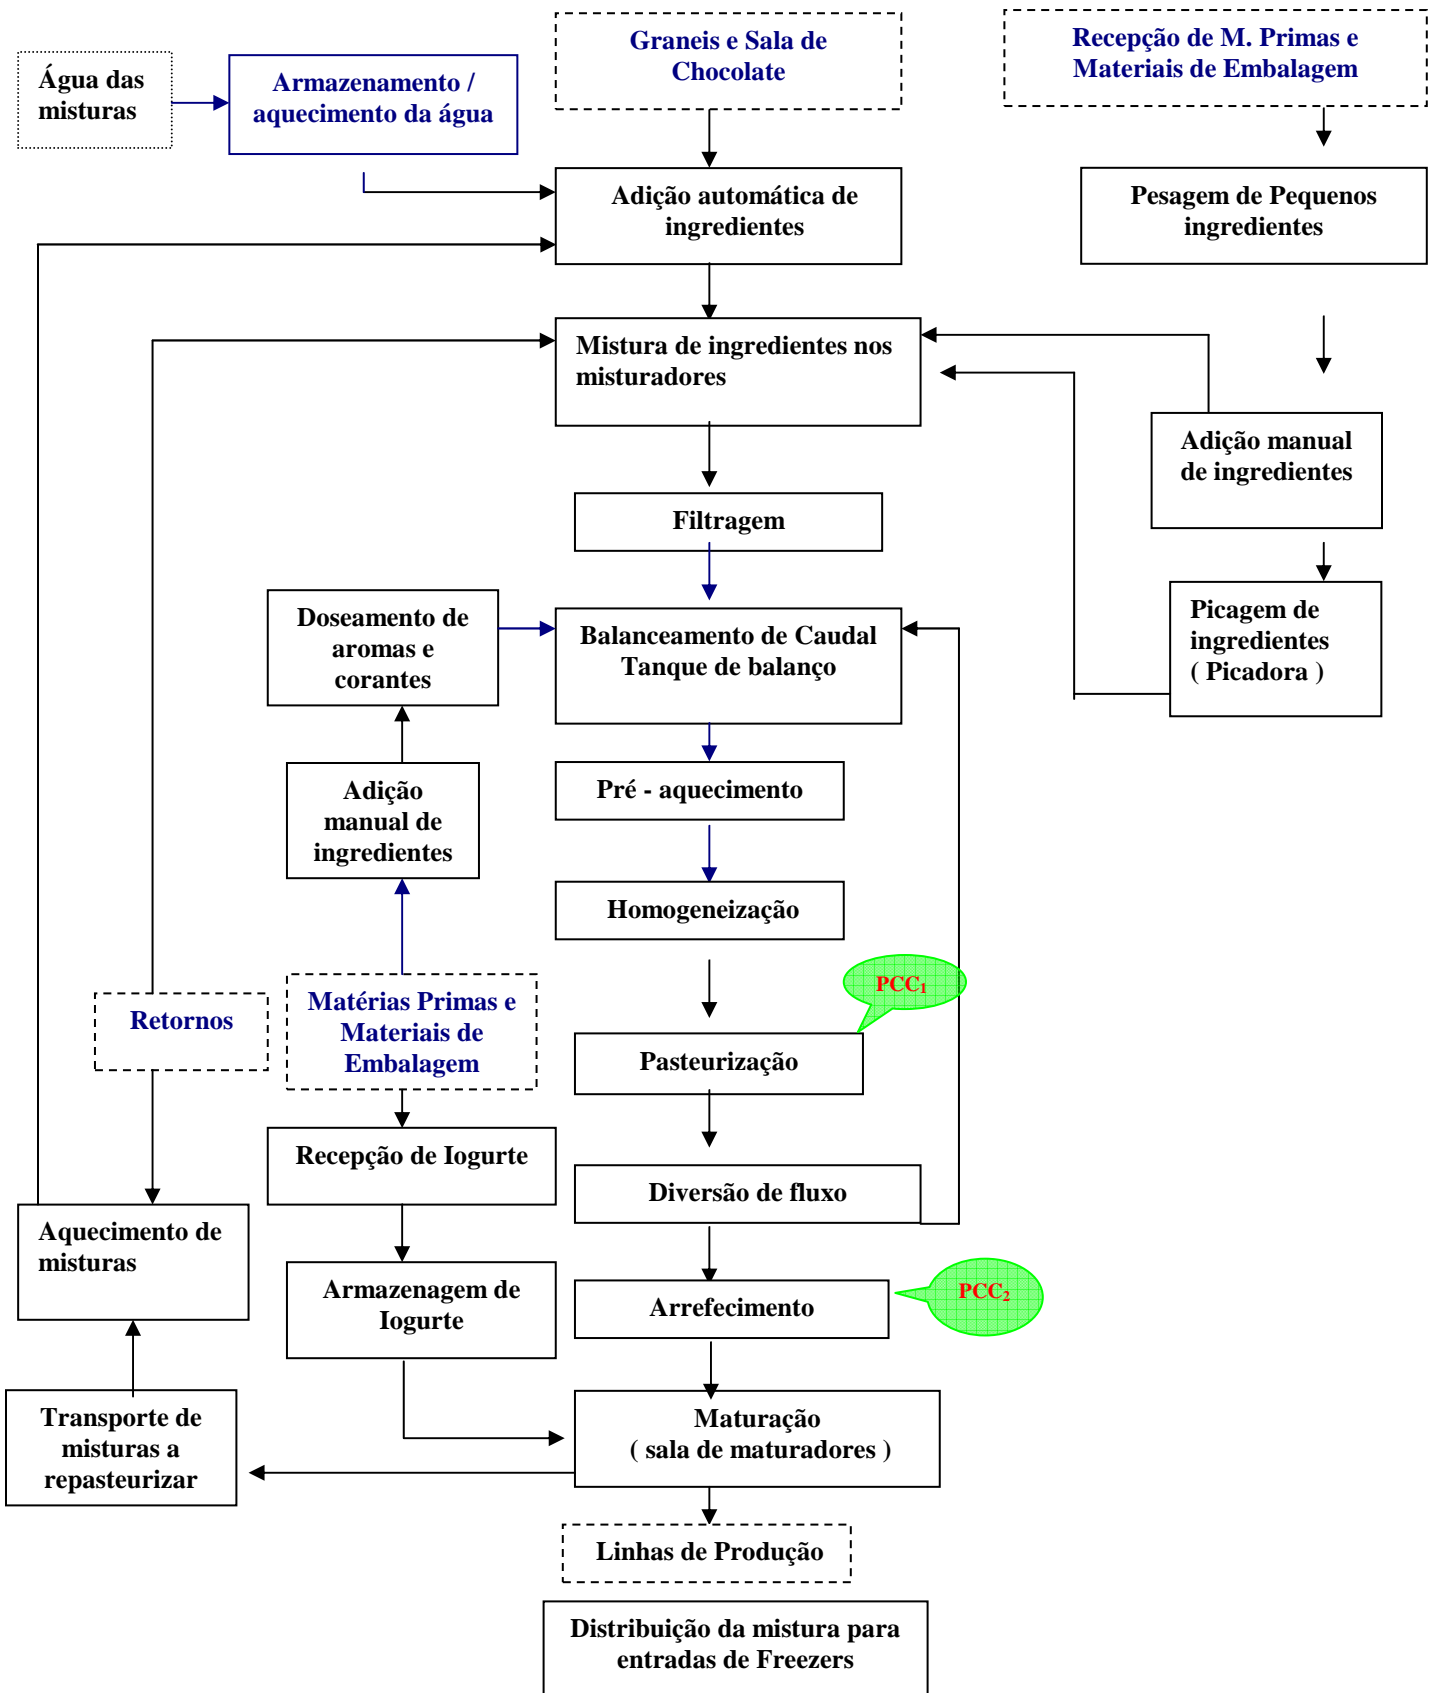 Graneis e Sala de
Chocolate
Recepção de M. Primas e
Materiais de Embalagem
Água das
misturas
Armazenamento /
aquecimento da água
Adição automática de
ingredientes
Pesagem de Pequenos
ingredientes
Mistura de ingredientes nos
misturadores
Adição manual
de ingredientes
Filtragem
Picagem de
ingredientes
( Picadora )
Doseamento de
aromas e
corantes
Balanceamento de Caudal
Tanque de balanço
Adição
manual de
ingredientes
Pré - aquecimento
Homogeneização
PCC₁
Retornos
Matérias Primas e
Materiais de
Embalagem
Pasteurização
Recepção de Iogurte
Diversão de fluxo
Aquecimento de
misturas
Armazenagem de
Iogurte
Arrefecimento
PCC₂
Transporte de
misturas a
repasteurizar
Maturação
( sala de maturadores )
Linhas de Produção
Distribuição da mistura para
entradas de Freezers